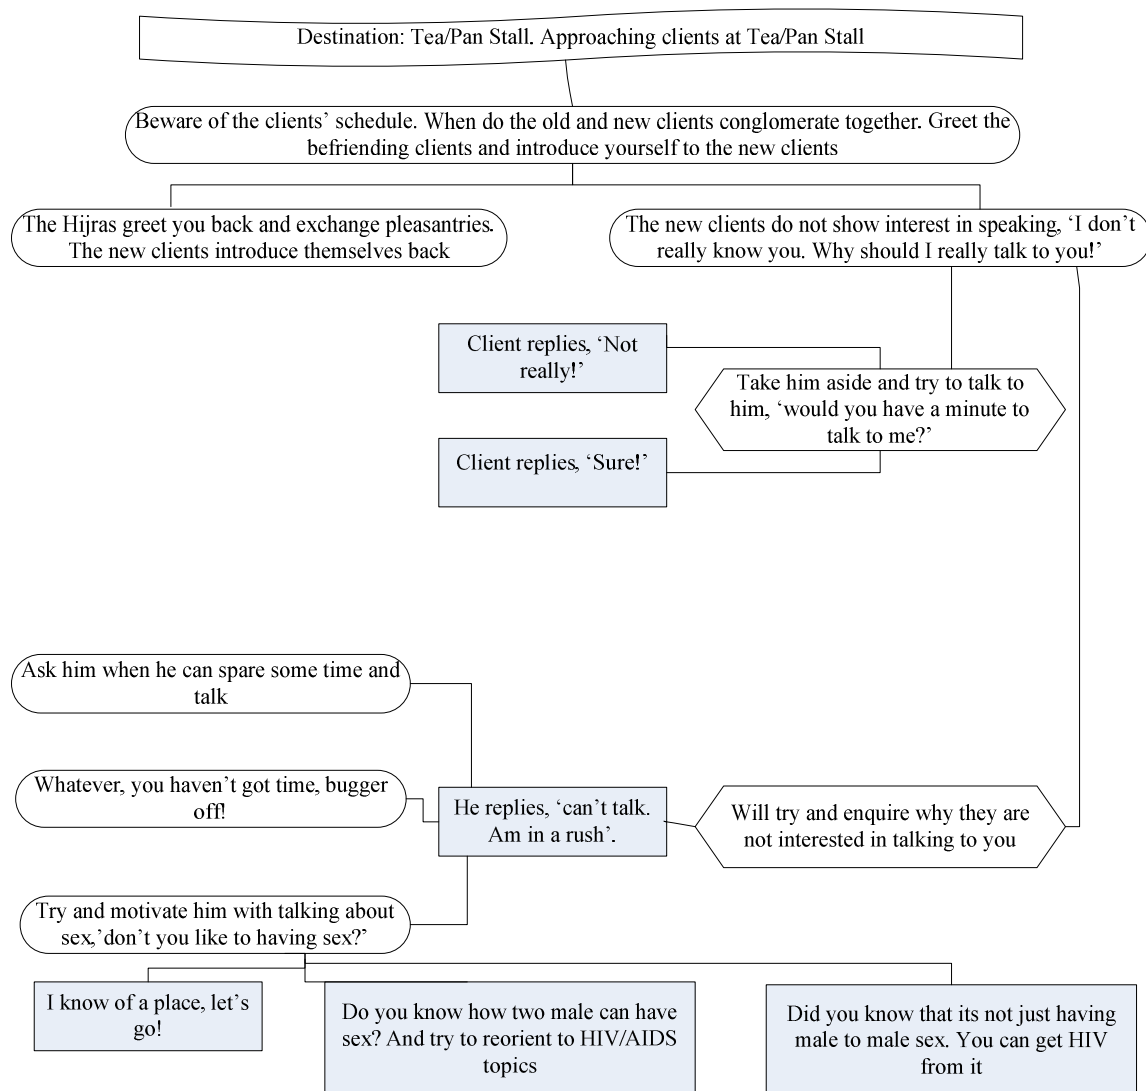 Destination: Tea/Pan Stall. Approaching clients at Tea/Pan Stall
Beware of the clients’ schedule. When do the old and new clients conglomerate together. Greet the
befriending clients and introduce yourself to the new clients
The Hijras greet you back and exchange pleasantries.
The new clients introduce themselves back
The new clients do not show interest in speaking, ‘I don’t
really know you. Why should I really talk to you!’
Client replies, ‘Not
really!’
Take him aside and try to talk to
him, ‘would you have a minute to
talk to me?’
Client replies, ‘Sure!’
Ask him when he can spare some time and
talk
Whatever, you haven’t got time, bugger
off!
He replies, ‘can’t talk.
Am in a rush’.
Will try and enquire why they are
not interested in talking to you
Try and motivate him with talking about
sex,’don’t you like to having sex?’
I know of a place, let’s
go!
Do you know how two male can have
sex? And try to reorient to HIV/AIDS
topics
Did you know that its not just having
male to male sex. You can get HIV
from it